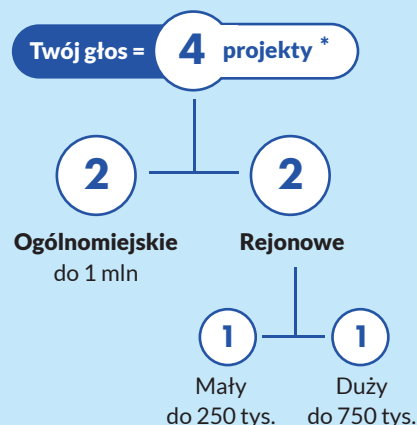 Twój głos = 4 projekty *
2 2
Ogólnomiejskie Rejonowe
do 1 mln
1 1
Mały Duży
do 250 tys. do 750 tys.